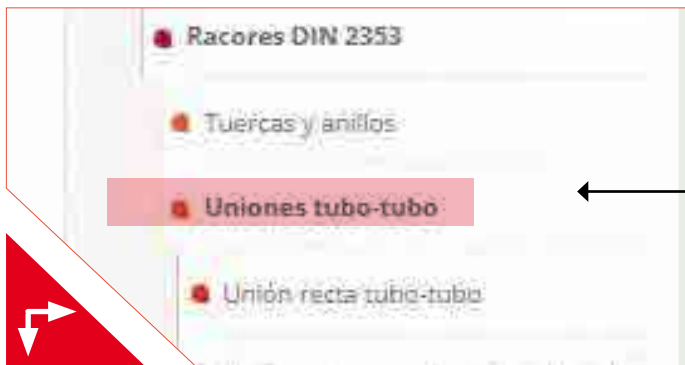 Racores DIN 2353
Tuercas y anillos
Uniones tubo-tubo
Unión recta tubo-tubo